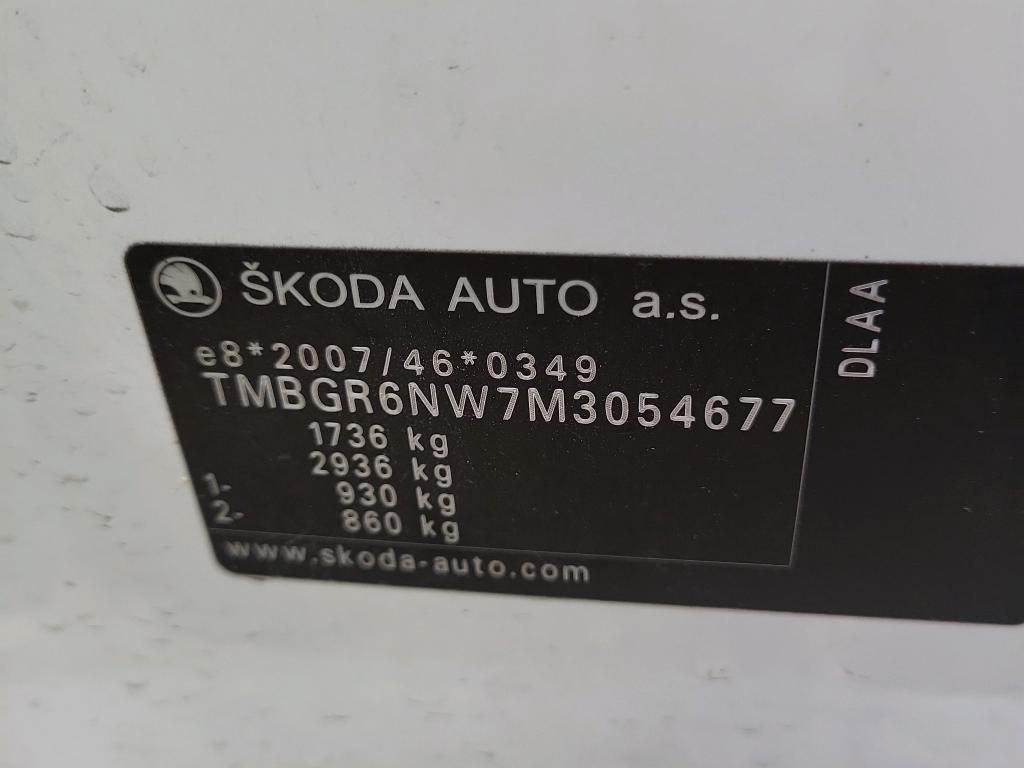 ŠKODA AUTO a.s.
e8*2007/46*0349
TMBGR6NW7M3054677
1736 kg
2936 kg
1- 930 kg
2- 860 kg
www.skoda-auto.com
DLAA